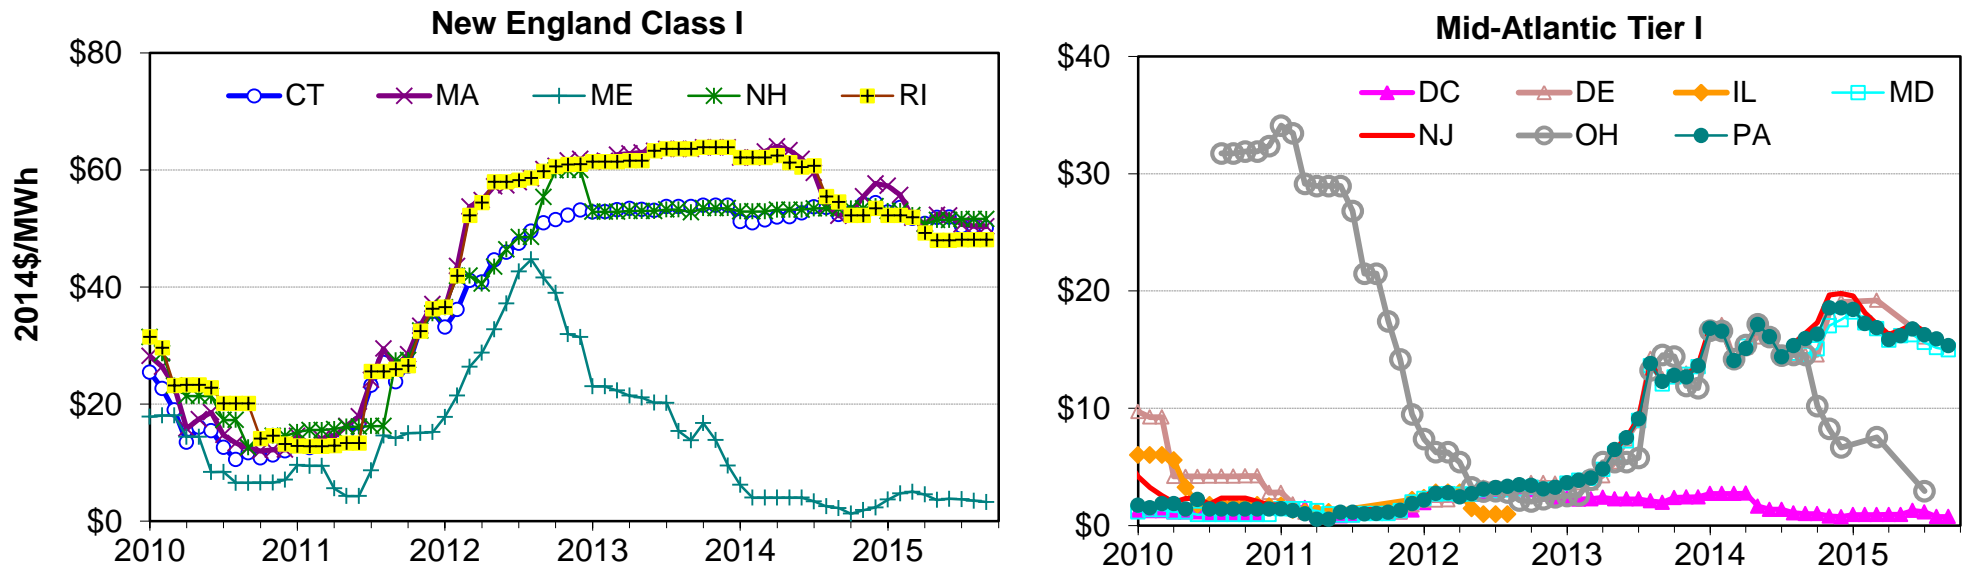 New England Class I
$80
$60
$40
$20
$0
2014$/MWh
CT MA ME NH RI
2010 2011 2012 2013 2014 2015
Mid-Atlantic Tier I
$40
$30
$20
$10
$0
DC DE IL MD
NJ OH PA
2010 2011 2012 2013 2014 2015